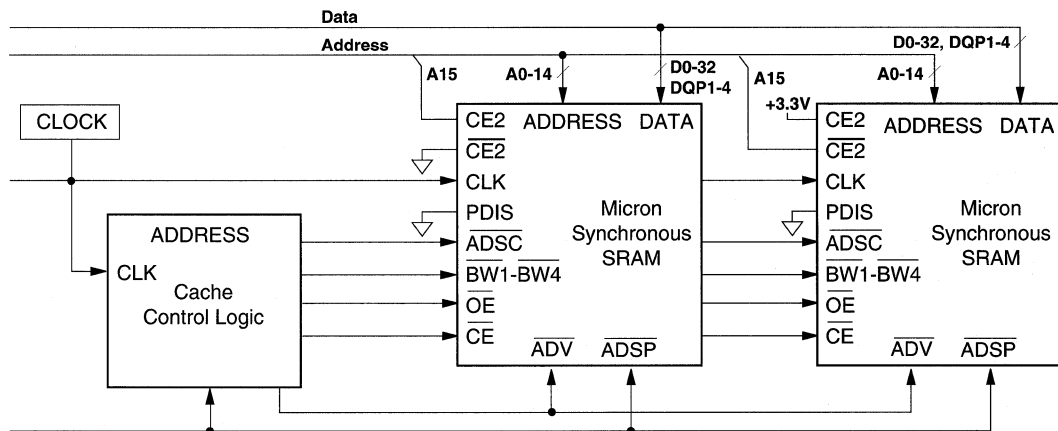 Data
Address
A15
A0-14
D0-32
DQP1-4
A15
+3.3V
D0-32, DQP1-4
A0-14
CLOCK
CE2 ADDRESS DATA
CE2
CLK
PDIS
ADSC
BW1-BW4
OE
CE
ADV ADSP
Micron
Synchronous
SRAM
CE2 ADDRESS DATA
CE2
CLK
PDIS
ADSC
BW1-BW4
OE
CE
ADV ADSP
Micron
Synchronous
SRAM
ADDRESS
CLK
Cache
Control Logic